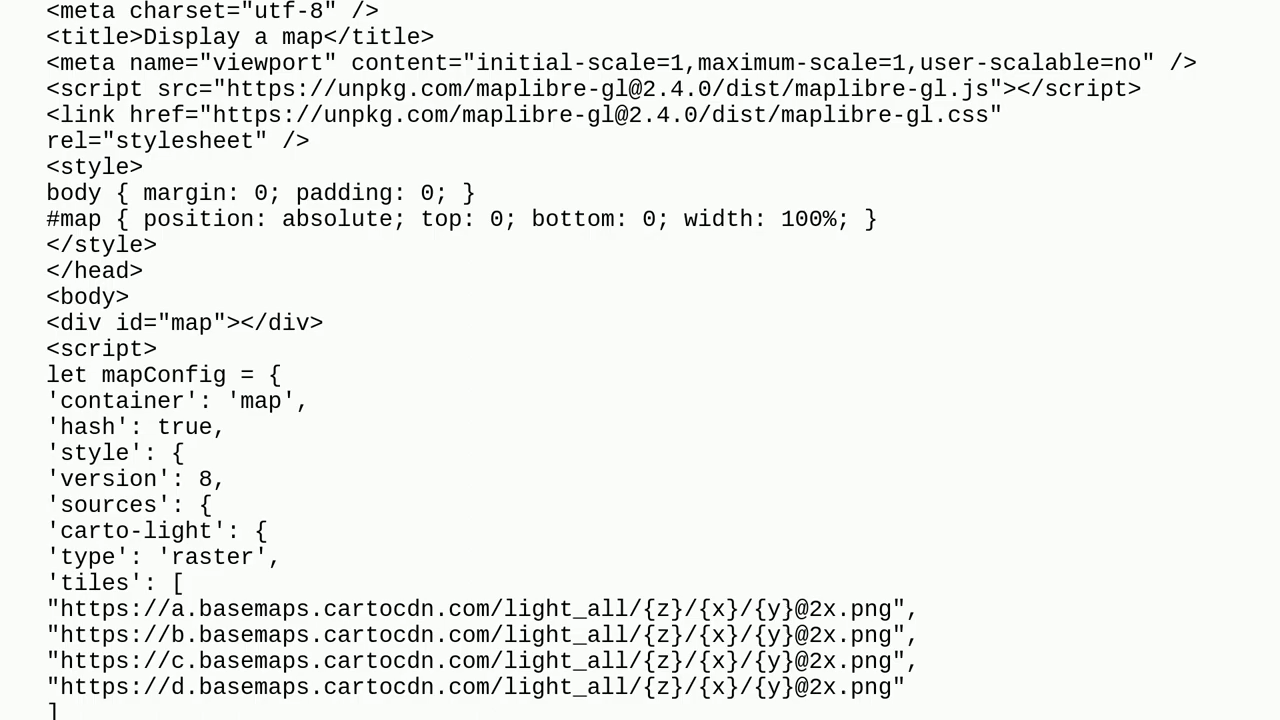 <meta charset="utf-8" />
<title>Display a map</title>
<meta name="viewport" content="initial-scale=1,maximum-scale=1,user-scalable=no" />
<script src="https://unpkg.com/maplibre-gl@2.4.0/dist/maplibre-gl.js"></script>
<link href="https://unpkg.com/maplibre-gl@2.4.0/dist/maplibre-gl.css"
rel="stylesheet" />
<style>
body { margin: 0; padding: 0; }
#map { position: absolute; top: 0; bottom: 0; width: 100%; }
</style>
</head>
<body>
<div id="map"></div>
<script>
let mapConfig = {
'container': 'map',
'hash': true,
'style': {
'version': 8,
'sources': {
'carto-light': {
'type': 'raster',
'tiles': [
"https://a.basemaps.cartocdn.com/light_all/{z}/{x}/{y}@2x.png",
"https://b.basemaps.cartocdn.com/light_all/{z}/{x}/{y}@2x.png",
"https://c.basemaps.cartocdn.com/light_all/{z}/{x}/{y}@2x.png",
"https://d.basemaps.cartocdn.com/light_all/{z}/{x}/{y}@2x.png"
]